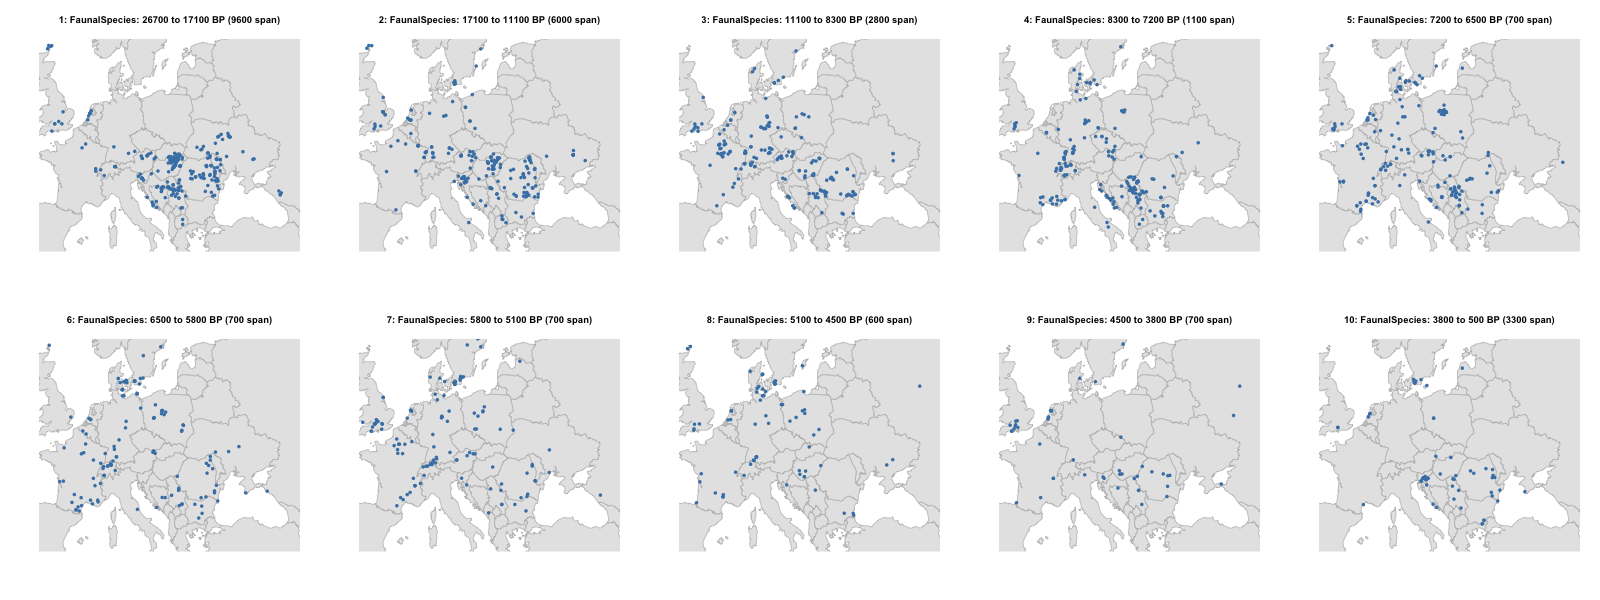 1: FaunalSpecies: 26700 to 17100 BP (9600 span)
2: FaunalSpecies: 17100 to 11100 BP (6000 span)
3: FaunalSpecies: 11100 to 8300 BP (2800 span)
4: FaunalSpecies: 8300 to 7200 BP (1100 span)
5: FaunalSpecies: 7200 to 6500 BP (700 span)
6: FaunalSpecies: 6500 to 5800 BP (700 span)
7: FaunalSpecies: 5800 to 5100 BP (700 span)
8: FaunalSpecies: 5100 to 4500 BP (600 span)
9: FaunalSpecies: 4500 to 3800 BP (700 span)
10: FaunalSpecies: 3800 to 500 BP (3300 span)